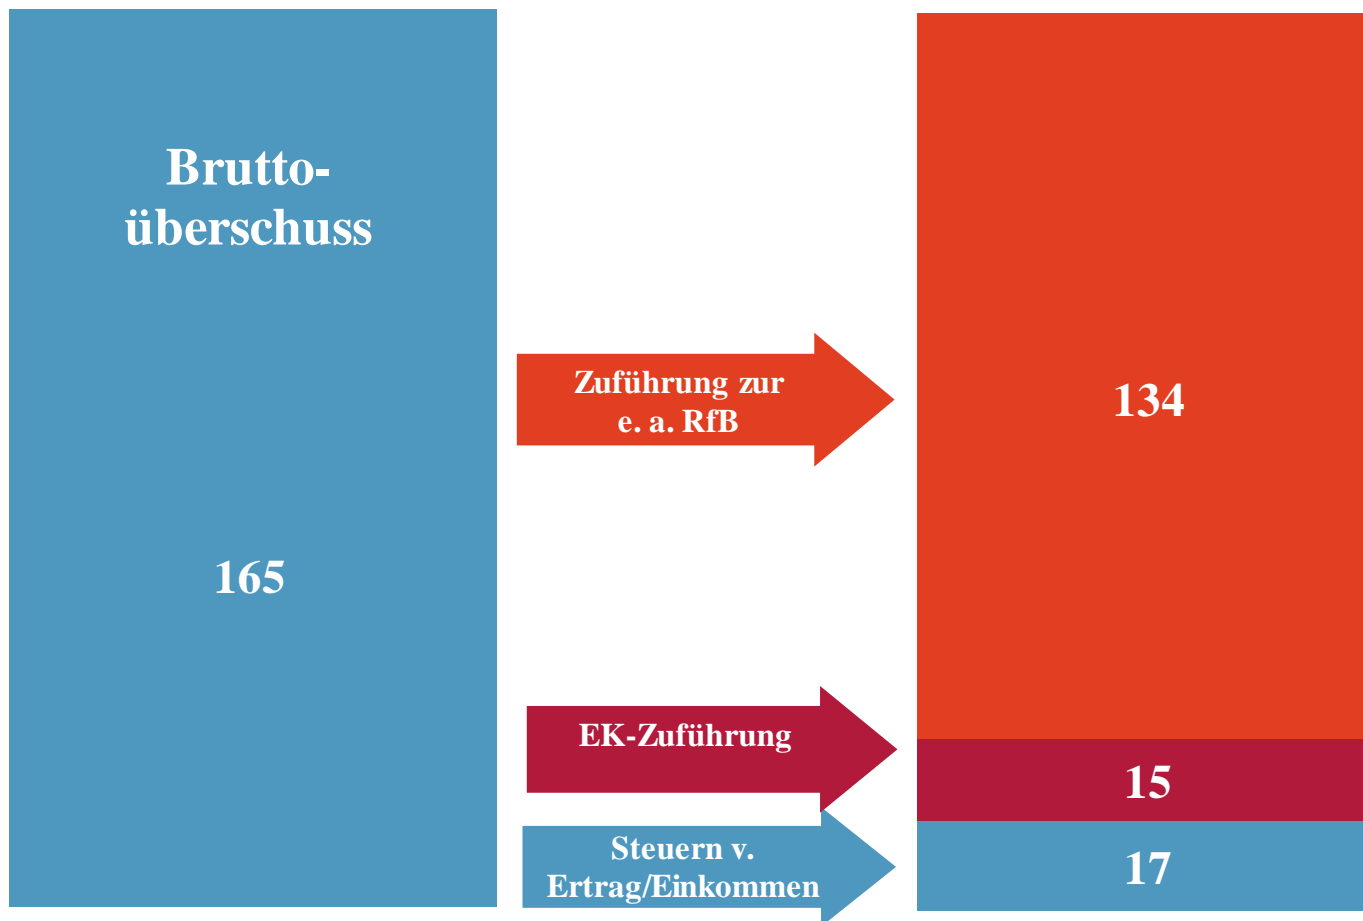 Brutto-
überschuss
165
Zuführung zur
e. a. RfB
134
EK-Zuführung
15
Steuern v.
Ertrag/Einkommen
17